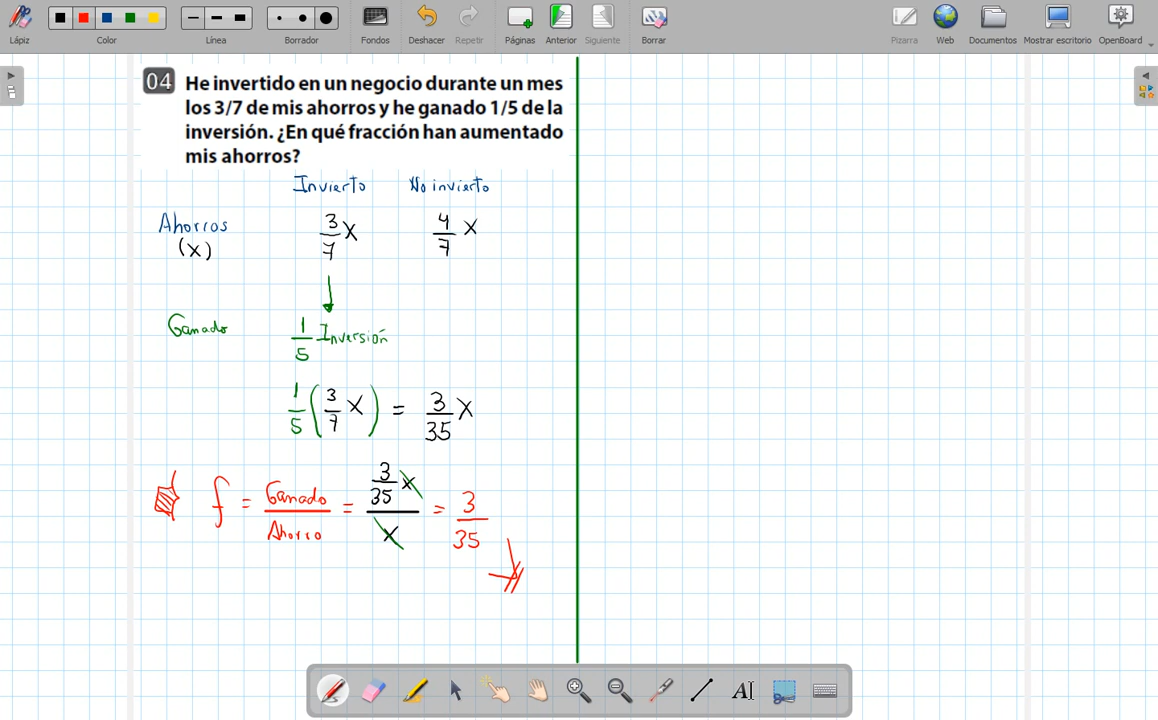 Lápiz Color Línea Borrador Fondos Deshacer Repetir Páginas Anterior Siguiente Borrar Pizarra Web Documentos Mostrar escritorio OpenBoard
04 He invertido en un negocio durante un mes
los 3/7 de mis ahorros y he ganado 1/5 de la
inversión. ¿En qué fracción han aumentado
mis ahorros?
Invierto No invierto
Ahorros (x) 3/7 x 4/7 x
Ganado 1/5 Inversión
1/5 (3/7 x) = 3/35 x
f = Ganado/Ahorro = 3/35 x / x = 3/35